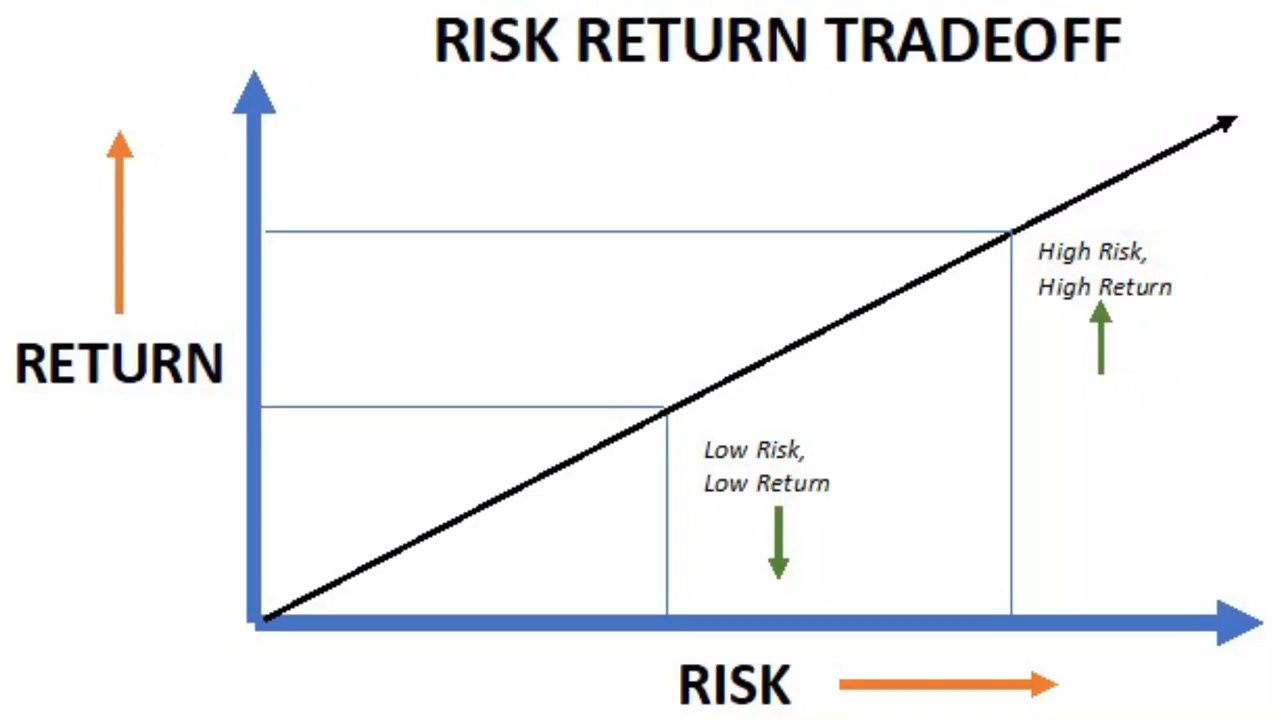 RISK RETURN TRADEOFF
High Risk,
High Return
RETURN
Low Risk,
Low Return
RISK